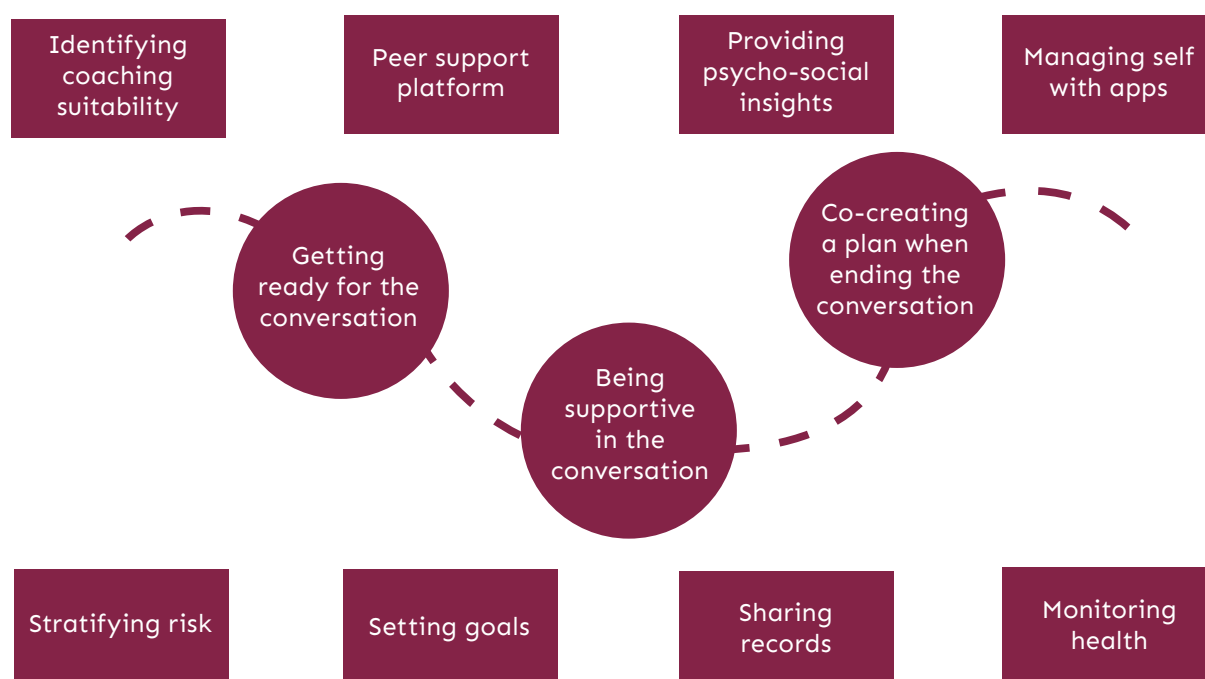 Identifying
coaching
suitability
Peer support
platform
Providing
psycho-social
insights
Managing self
with apps
Getting
ready for the
conversation
Being
supportive
in the
conversation
Co-creating
a plan when
ending the
conversation
Stratifying risk
Setting goals
Sharing
records
Monitoring
health